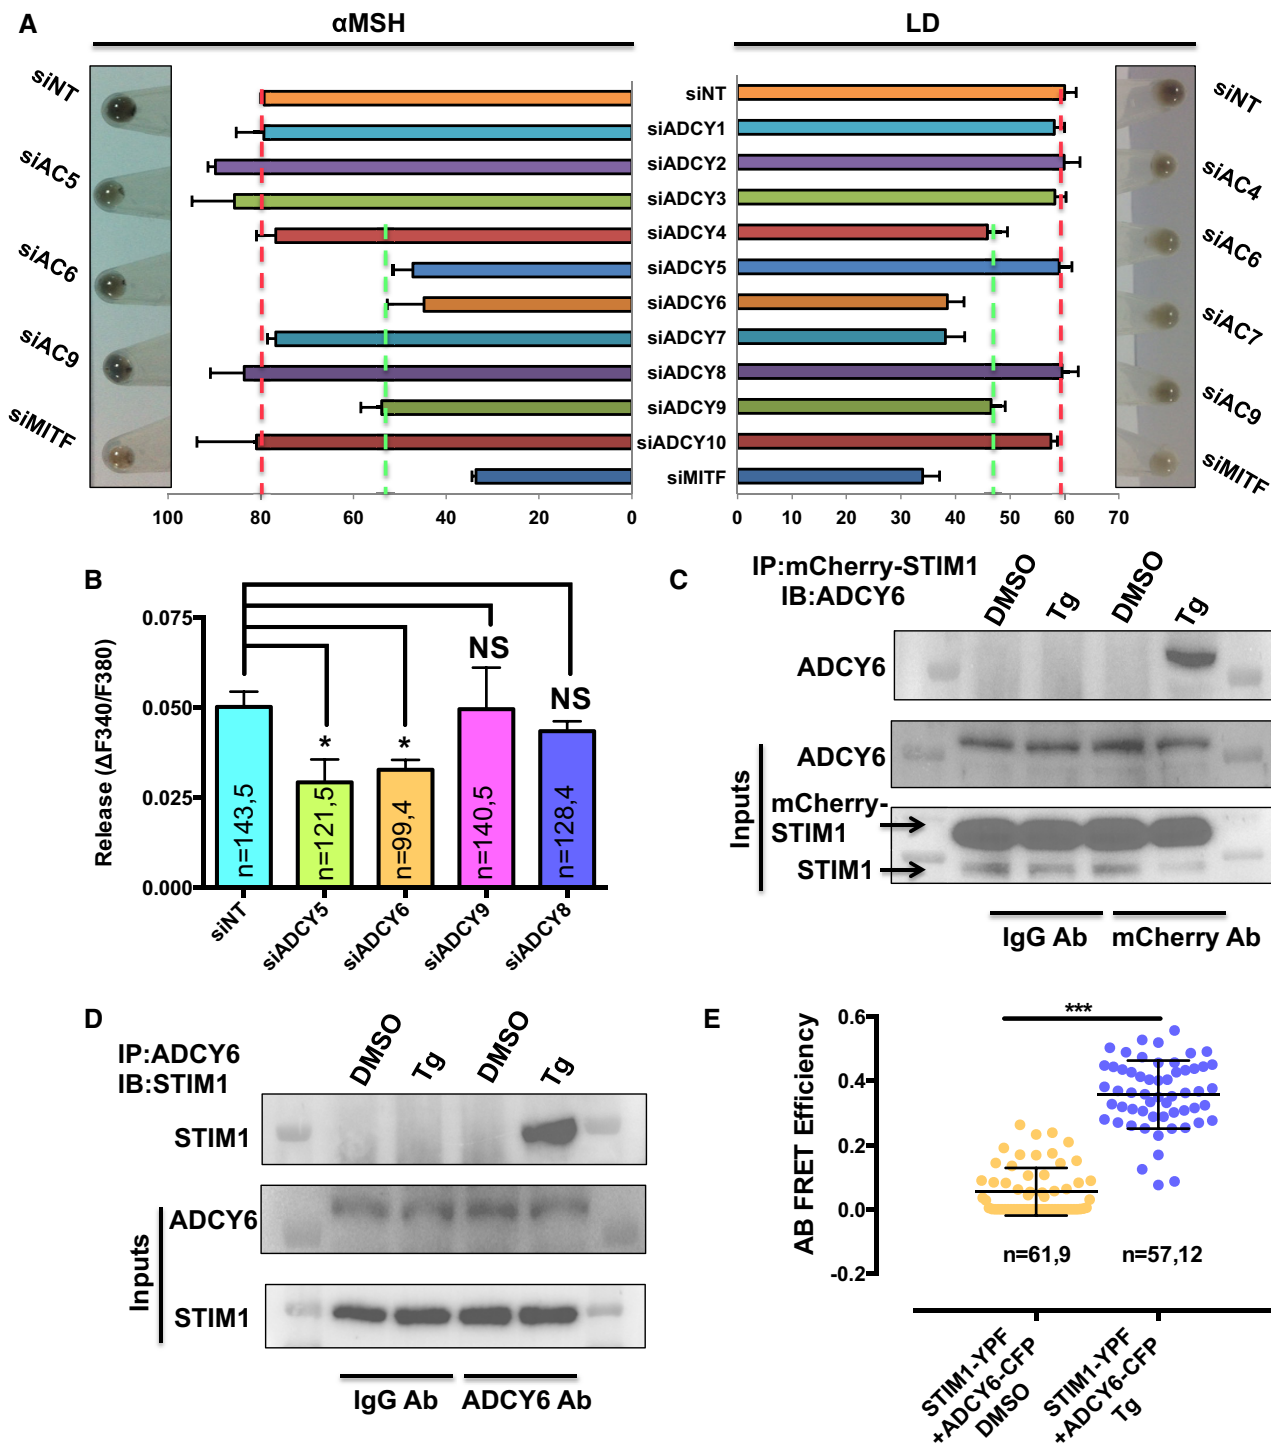 A
αMSH
LD
siNT
siAC5
siAC6
siAC9
siMITF
siNT
siADCY1
siADCY2
siADCY3
siADCY4
siADCY5
siADCY6
siADCY7
siADCY8
siADCY9
siADCY10
siMITF
siNT
siAC4
siAC6
siAC7
siAC9
siMITF
100 80 60 40 20 0
0 10 20 30 40 50 60 70
B
Release (ΔF340/F380)
0.075
0.050
0.025
0.000
* * NS NS
n=143,5
n=121,5
n=99,4
n=140,5
n=128,4
siNT
siADCY5
siADCY6
siADCY9
siADCY8
C
IP:mCherry-STIM1
IB:ADCY6
DMSO
Tg
DMSO
Tg
ADCY6
Inputs
ADCY6
mCherry-
STIM1
STIM1
IgG Ab
mCherry Ab
D
IP:ADCY6
IB:STIM1
DMSO
Tg
DMSO
Tg
STIM1
Inputs
ADCY6
STIM1
IgG Ab
ADCY6 Ab
E
AB FRET Efficiency
0.6
0.4
0.2
0.0
-0.2
***
n=61,9
n=57,12
STIM1-YPF
+ADCY6-CFP
DMSO
STIM1-YPF
+ADCY6-CFP
Tg